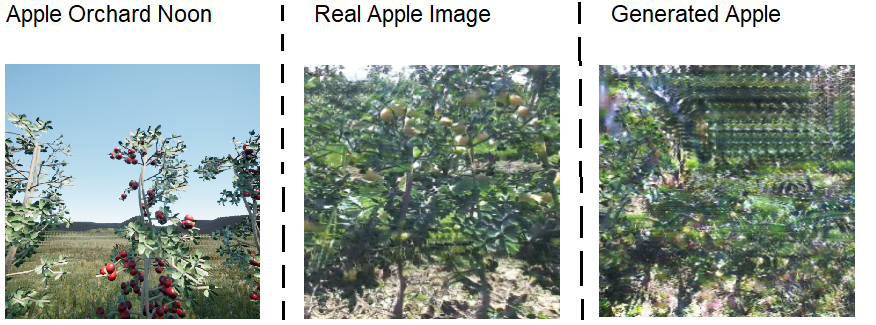 Apple Orchard Noon
Real Apple Image
Generated Apple